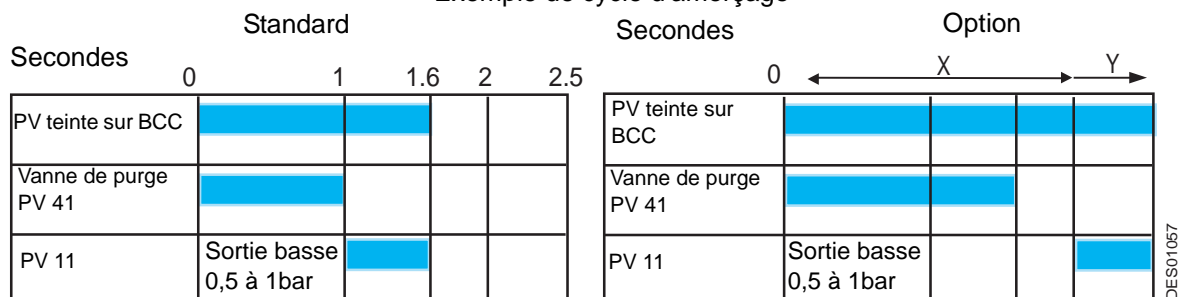 Exemple de cycle d'amorçage
Standard
Secondes
0 1 1.6 2 2.5
PV teinte sur BCC
Vanne de purge
PV 41
PV 11
Sortie basse
0,5 à 1bar
Option
Secondes
0 X Y
PV teinte sur
BCC
Vanne de purge
PV 41
PV 11
Sortie basse
0,5 à 1bar
DES01057